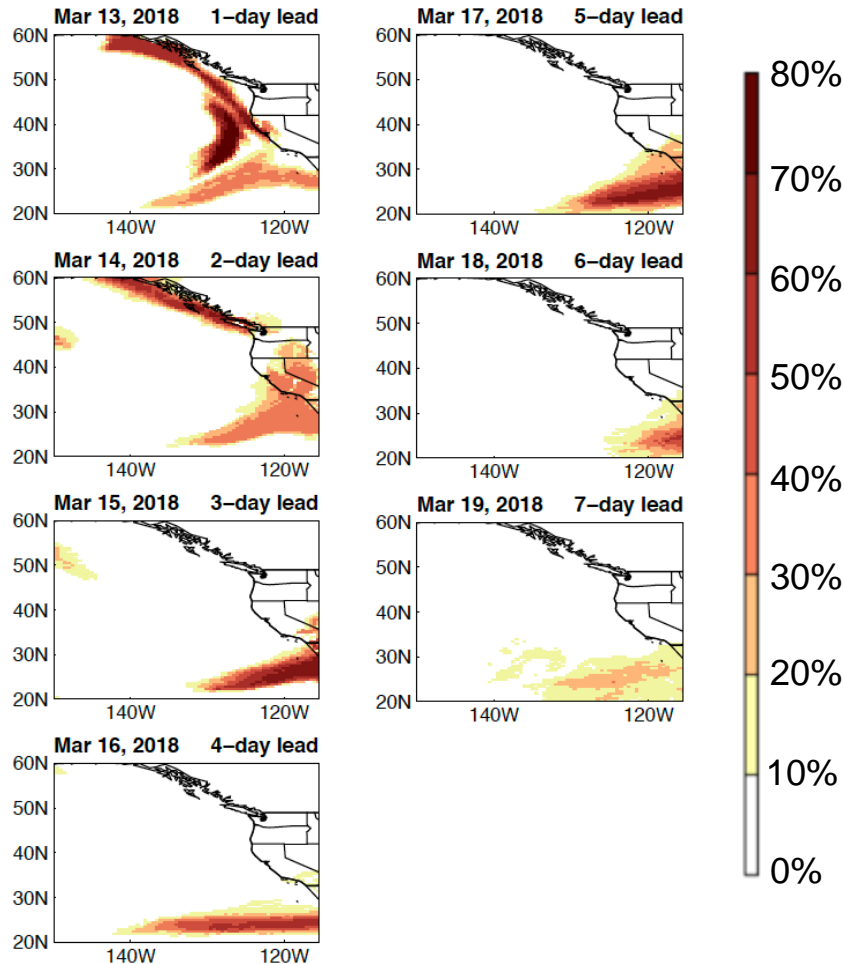 Mar 13, 2018 1−day lead
60N
50N
40N
30N
20N
140W 120W
Mar 14, 2018 2−day lead
60N
50N
40N
30N
20N
140W 120W
Mar 15, 2018 3−day lead
60N
50N
40N
30N
20N
140W 120W
Mar 16, 2018 4−day lead
60N
50N
40N
30N
20N
140W 120W
Mar 17, 2018 5−day lead
60N
50N
40N
30N
20N
140W 120W
Mar 18, 2018 6−day lead
60N
50N
40N
30N
20N
140W 120W
Mar 19, 2018 7−day lead
60N
50N
40N
30N
20N
140W 120W
80%
70%
60%
50%
40%
30%
20%
10%
0%